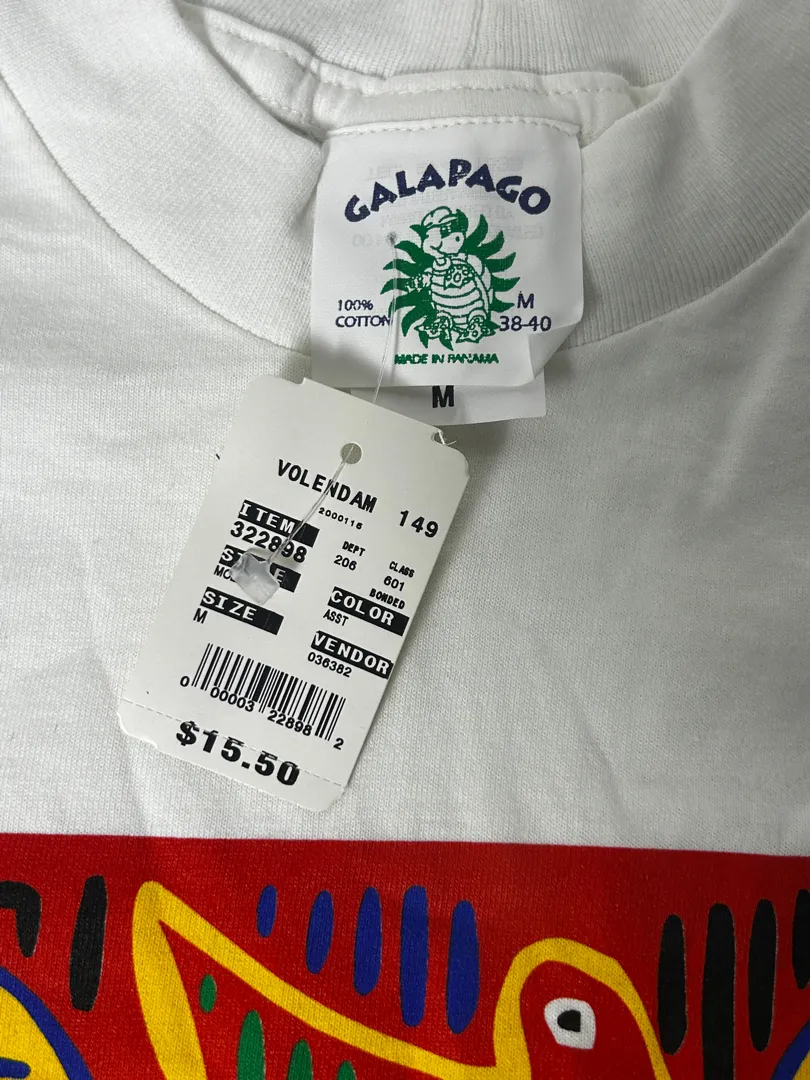 GALAPAGO
100%
COTTON
M
38-40
MADE IN PANAMA
M
VOLENDAM 149
2000115
ITEM
322898
DEPT
206
CLASS
601
BONDED
SIZE
M
COLOR
ASST
VENDOR
036382
0 00003 22898 2
$15.50